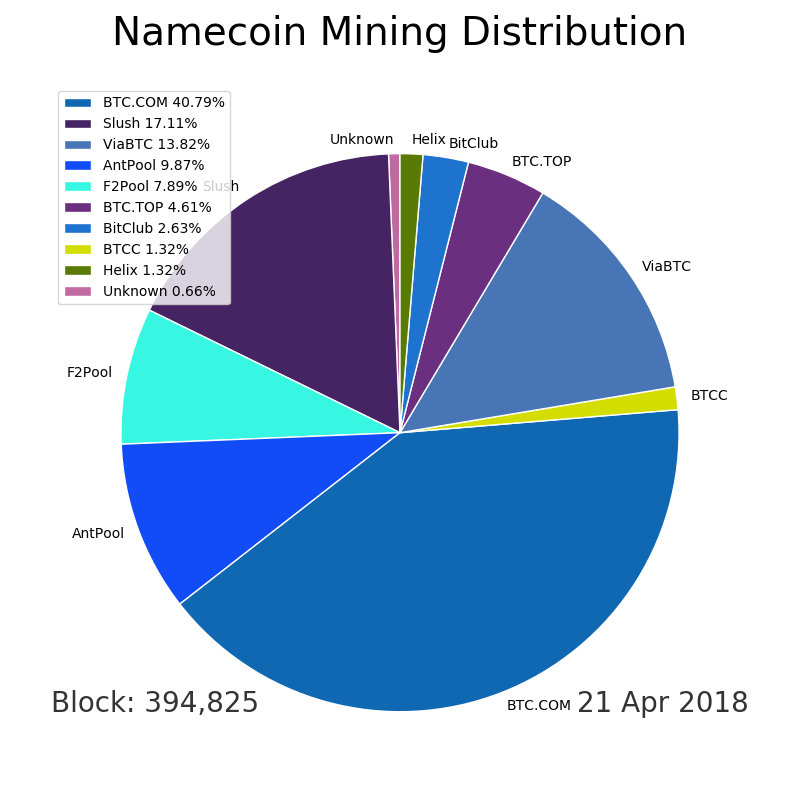 Namecoin Mining Distribution
BTC.COM 40.79%
Slush 17.11%
ViaBTC 13.82%
AntPool 9.87%
F2Pool 7.89%
BTC.TOP 4.61%
BitClub 2.63%
BTCC 1.32%
Helix 1.32%
Unknown 0.66%
Unknown
Helix
BitClub
BTC.TOP
Slush
ViaBTC
F2Pool
BTCC
AntPool
BTC.COM
Block: 394,825
21 Apr 2018